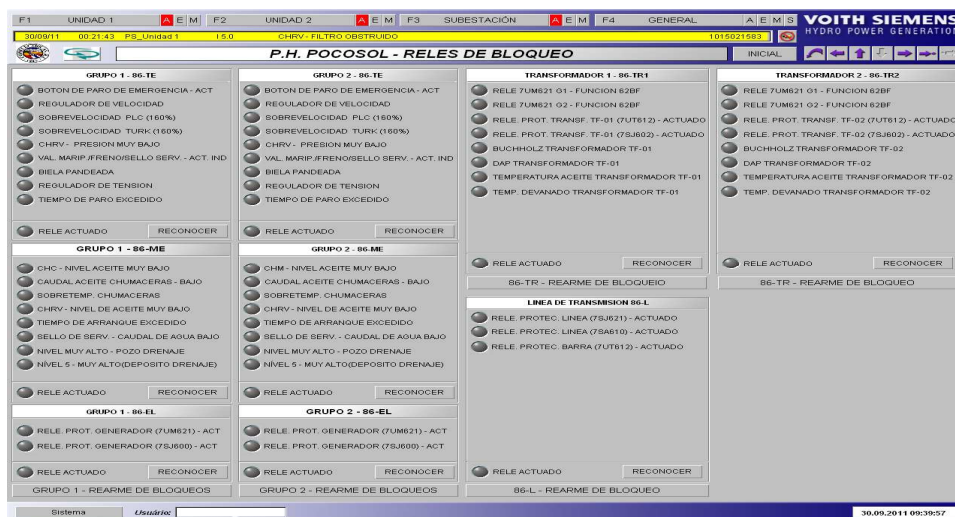 F1 UNIDAD 1 A E M F2 UNIDAD 2 A E M F3 SUBESTACIÓN A E M F4 GENERAL A E M S VOITH SIEMENS
HYDRO POWER GENERATION
30/09/11 00:21:43 PS_Unidad 1 I 5.0 CHRV - FILTRO OBSTRUIDO 1015021583
P.H. POCOSOL - RELES DE BLOQUEO INICIAL
GRUPO 1 - 86-TE
BOTON DE PARO DE EMERGENCIA - ACT
REGULADOR DE VELOCIDAD
SOBREVELOCIDAD PLC (160%)
SOBREVELOCIDAD TURK (160%)
CHRV - PRESION MUY BAJO
VAL. MARIP./FRENO/SELLO SERV. - ACT. IND
BIELA PANDEADA
REGULADOR DE TENSION
TIEMPO DE PARO EXCEDIDO
RELE ACTUADO RECONOCER
GRUPO 1 - 86-ME
CHC - NIVEL ACEITE MUY BAJO
CAUDAL ACEITE CHUMACERAS - BAJO
SOBRETEMP. CHUMACERAS
CHRV - NIVEL DE ACEITE MUY BAJO
TIEMPO DE ARRANQUE EXCEDIDO
SELLO DE SERV. - CAUDAL DE AGUA BAJO
NIVEL MUY ALTO - POZO DRENAJE
NÍVEL 5 - MUY ALTO(DEPOSITO DRENAJE)
RELE ACTUADO RECONOCER
GRUPO 1 - 86-EL
RELE. PROT. GENERADOR (7UM621) - ACT
RELE. PROT. GENERADOR (7SJ600) - ACT
RELE ACTUADO RECONOCER
GRUPO 1 - REARME DE BLOQUEOS
GRUPO 2 - 86-TE
BOTON DE PARO DE EMERGENCIA - ACT
REGULADOR DE VELOCIDAD
SOBREVELOCIDAD PLC (160%)
SOBREVELOCIDAD TURK (160%)
CHRV - PRESION MUY BAJO
VAL. MARIP./FRENO/SELLO SERV. - ACT. IND
BIELA PANDEADA
REGULADOR DE TENSION
TIEMPO DE PARO EXCEDIDO
RELE ACTUADO RECONOCER
GRUPO 2 - 86-ME
CHM - NIVEL ACEITE MUY BAJO
CAUDAL ACEITE CHUMACERAS - BAJO
SOBRETEMP. CHUMACERAS
CHRV - NIVEL DE ACEITE MUY BAJO
TIEMPO DE ARRANQUE EXCEDIDO
SELLO DE SERV. - CAUDAL DE AGUA BAJO
NIVEL MUY ALTO - POZO DRENAJE
NÍVEL 5 - MUY ALTO(DEPOSITO DRENAJE)
RELE ACTUADO RECONOCER
GRUPO 2 - 86-EL
RELE. PROT. GENERADOR (7UM621) - ACT
RELE. PROT. GENERADOR (7SJ600) - ACT
RELE ACTUADO RECONOCER
GRUPO 2 - REARME DE BLOQUEOS
TRANSFORMADOR 1 - 86-TR1
RELE 7UM621 G1 - FUNCION 62BF
RELE 7UM621 G2 - FUNCION 62BF
RELE. PROT. TRANSF. TF-01 (7UT612) - ACTUADO
RELE. PROT. TRANSF. TF-01 (7SJ602) - ACTUADO
BUCHHOLZ TRANSFORMADOR TF-01
DAP TRANSFORMADOR TF-01
TEMPERATURA ACEITE TRANSFORMADOR TF-01
TEMP. DEVANADO TRANSFORMADOR TF-01
RELE ACTUADO RECONOCER
86-TR - REARME DE BLOQUEIO
LINEA DE TRANSMISION 86-L
RELE. PROTEC. LINEA (7SJ621) - ACTUADO
RELE. PROTEC. LINEA (7SA610) - ACTUADO
RELE. PROTEC. BARRA (7UT612) - ACTUADO
RELE ACTUADO RECONOCER
86-L - REARME DE BLOQUEO
TRANSFORMADOR 2 - 86-TR2
RELE 7UM621 G1 - FUNCION 62BF
RELE 7UM621 G2 - FUNCION 62BF
RELE. PROT. TRANSF. TF-02 (7UT612) - ACTUADO
RELE. PROT. TRANSF. TF-02 (7SJ602) - ACTUADO
BUCHHOLZ TRANSFORMADOR TF-02
DAP TRANSFORMADOR TF-02
TEMPERATURA ACEITE TRANSFORMADOR TF-02
TEMP. DEVANADO TRANSFORMADOR TF-02
RELE ACTUADO RECONOCER
86-TR - REARME DE BLOQUEO
Sistema Usuário: 30.09.2011 09:39:57